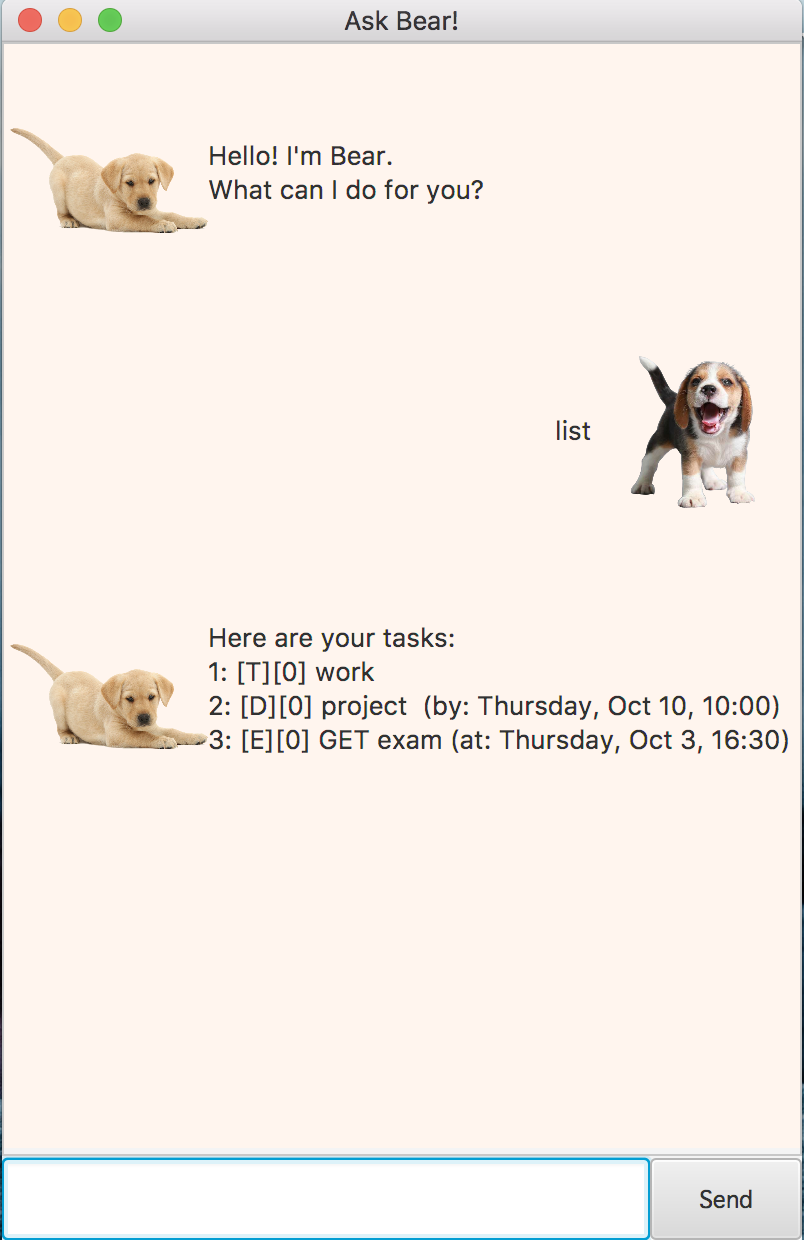 Ask Bear!
Hello! I'm Bear.
What can I do for you?
list
Here are your tasks:
1: [T][0] work
2: [D][0] project  (by: Thursday, Oct 10, 10:00)
3: [E][0] GET exam (at: Thursday, Oct 3, 16:30)
Send